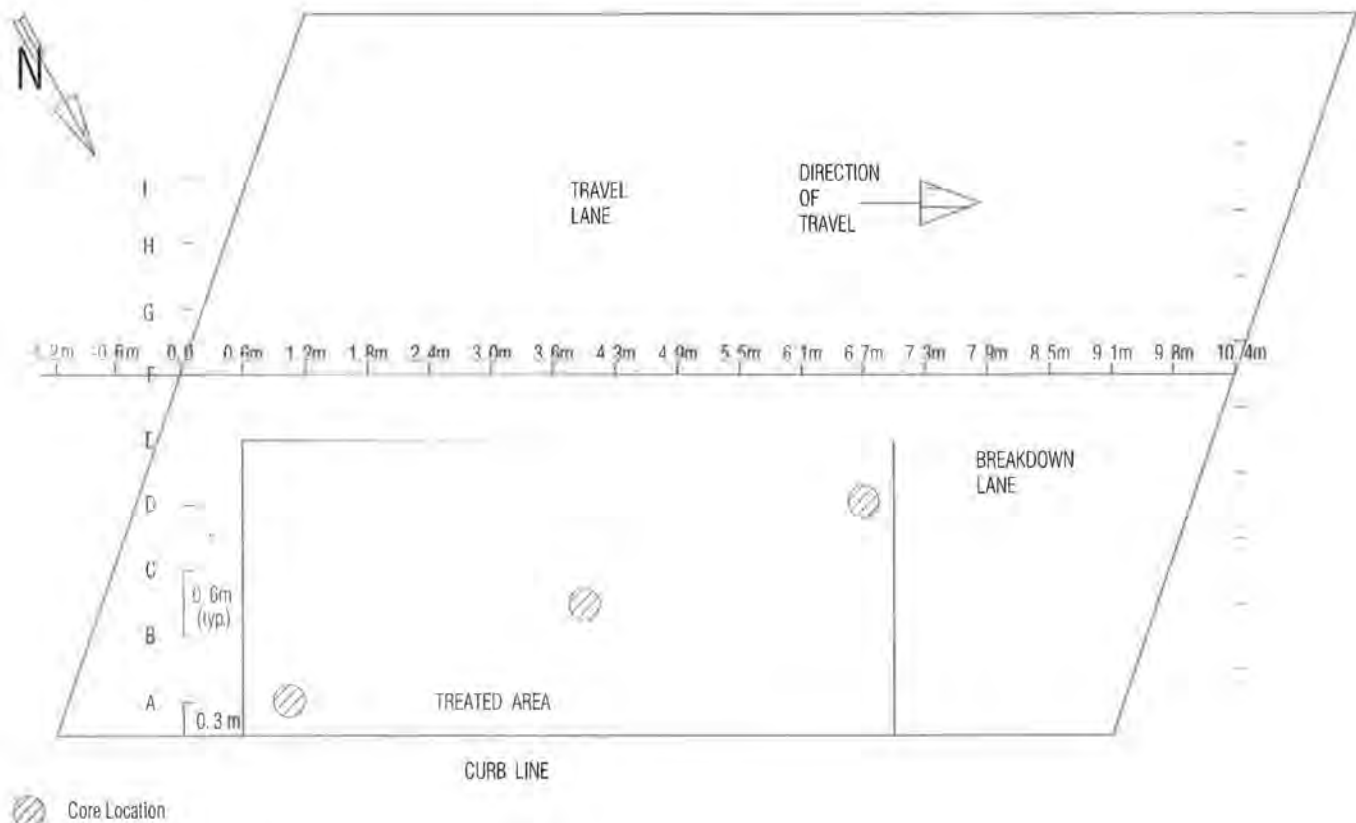 N
TRAVEL
LANE
DIRECTION
OF
TRAVEL
I
H
G
-1.2m -0.6m 0.0 0.6m 1.2m 1.8m 2.4m 3.0m 3.6m 4.3m 4.9m 5.5m 6.1m 6.7m 7.3m 7.9m 8.5m 9.1m 9.8m 10.4m
F
E
D
C
B
A
0.6m
(typ.)
0.3 m
BREAKDOWN
LANE
TREATED AREA
CURB LINE
Core Location